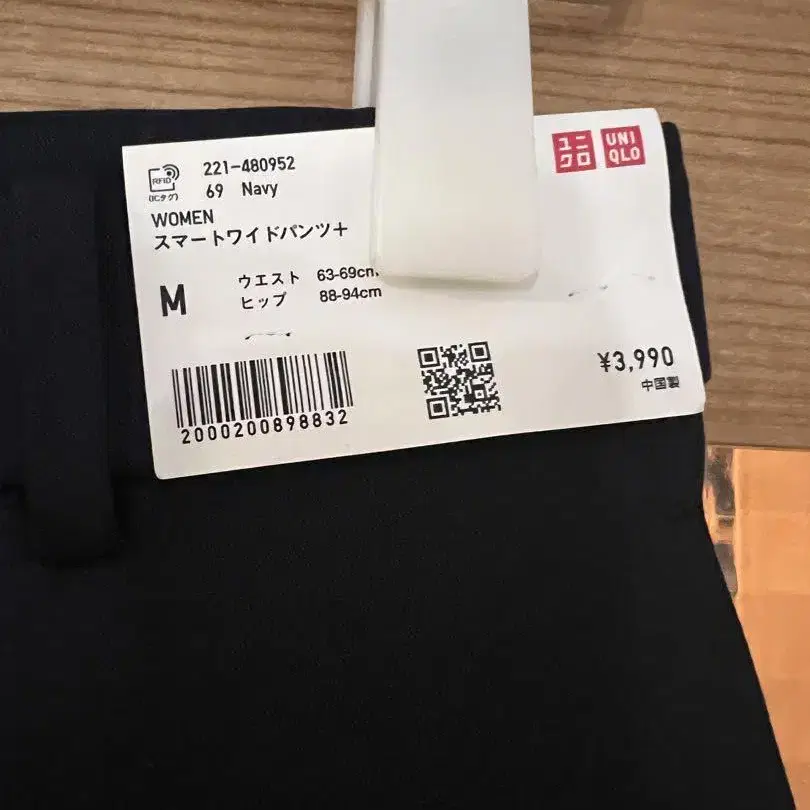 221-480952
ユニクロ
UNIQLO
RFID
(ICタグ)
69 Navy
WOMEN
スマートワイドパンツ+
M
ウエスト 63-69cm
ヒップ 88-94cm
2000200898832
¥3,990
中国製